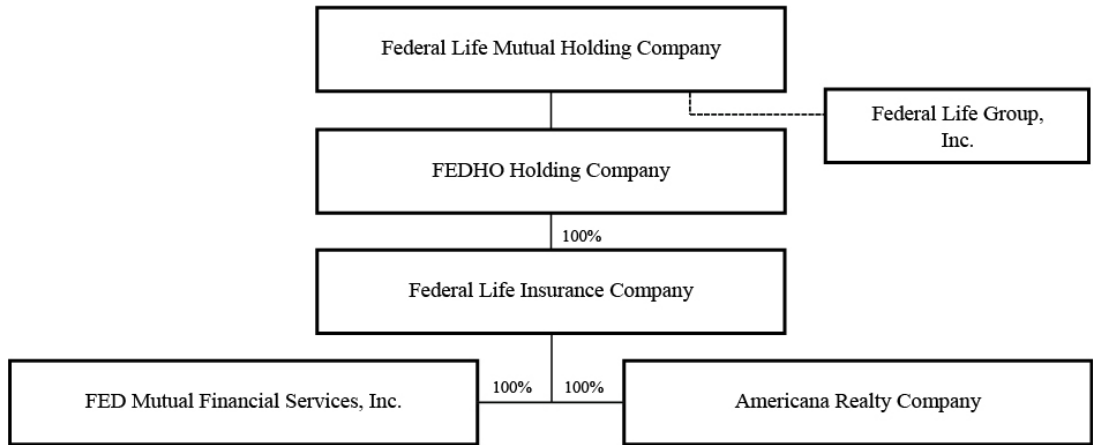 Federal Life Mutual Holding Company
Federal Life Group,
Inc.
FEDHO Holding Company
100%
Federal Life Insurance Company
FED Mutual Financial Services, Inc.
100%
100%
Americana Realty Company